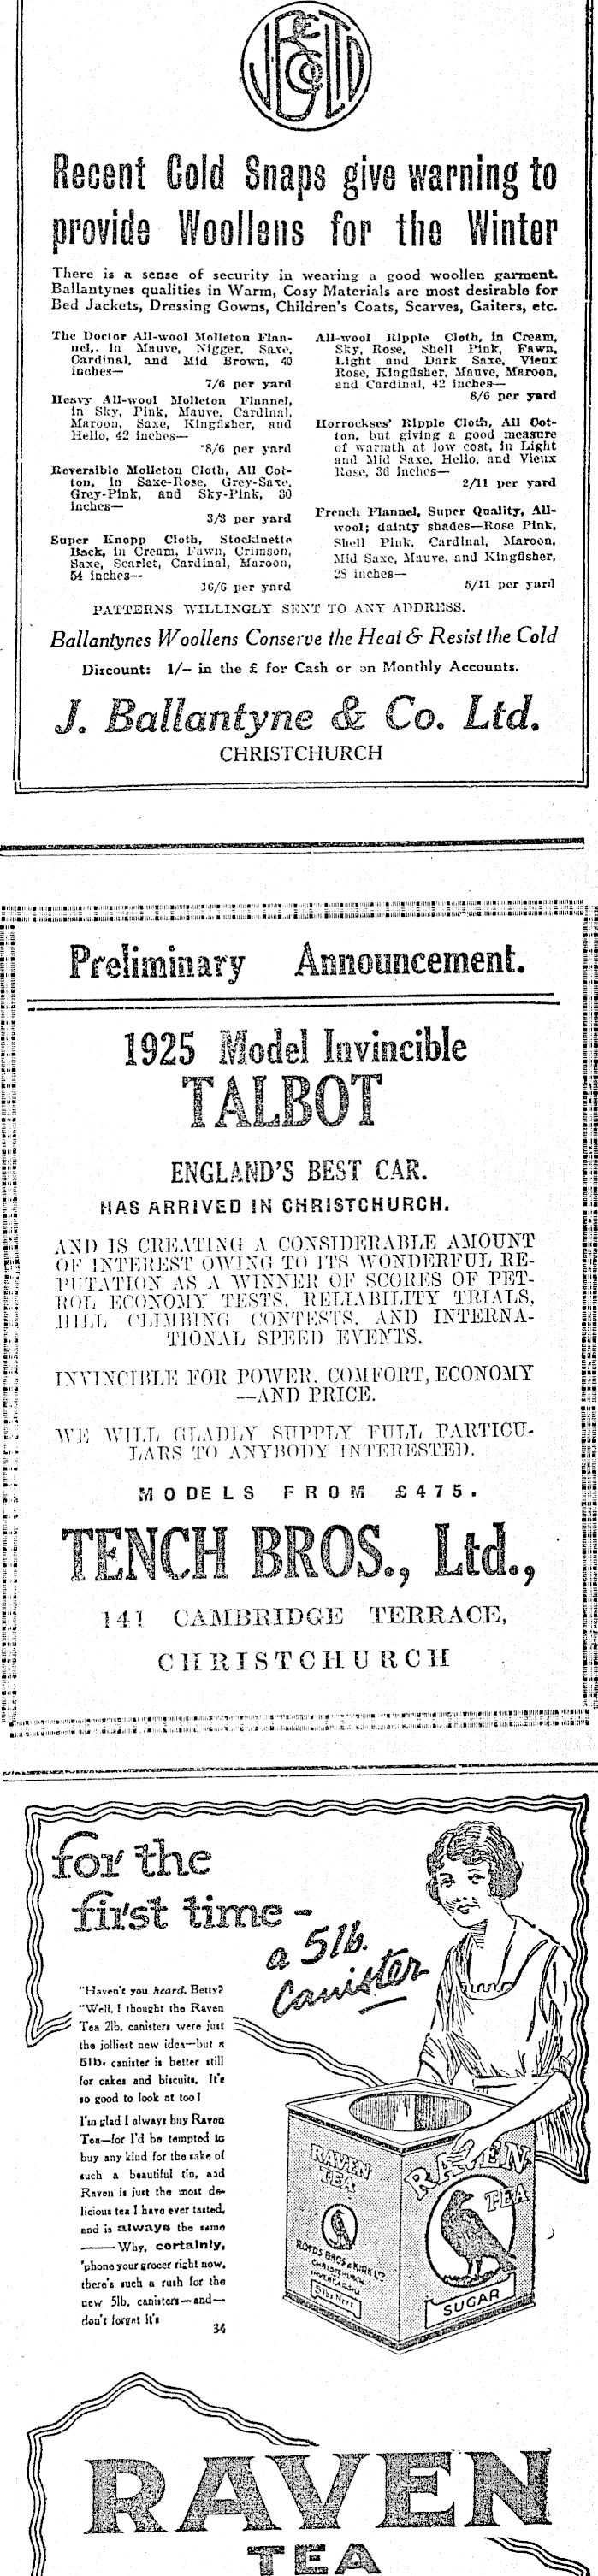 J B & Co LTD
Recent Cold Snaps give warning to
provide Woollens for the Winter
There is a sense of security in wearing a good woollen garment.
Ballantynes qualities in Warm, Cosy Materials are most desirable for
Bed Jackets, Dressing Gowns, Children's Coats, Scarves, Gaiters, etc.
The Doctor All-wool Molleton Flan-
nel, in Mauve, Nigger, Saxe,
Cardinal, and Mid Brown, 40
inches—
7/6 per yard
Heavy All-wool Molleton Flannel,
in Sky, Pink, Mauve, Cardinal,
Maroon, Saxe, Kingfisher, and
Helio, 42 inches—
8/6 per yard
Reversible Molleton Cloth, All Cot-
ton, in Saxe-Rose, Grey-Saxe,
Grey-Pink, and Sky-Pink, 30
inches—
3/3 per yard
Super Knopp Cloth, Stockinette
Back, in Cream, Fawn, Crimson,
Saxe, Scarlet, Cardinal, Maroon,
54 inches—
16/6 per yard
All-wool Ripple Cloth, in Cream,
Sky, Rose, Shell Pink, Fawn,
Light and Dark Saxe, Vieux
Rose, Kingfisher, Mauve, Maroon,
and Cardinal, 42 inches—
8/6 per yard
Horrockses' Ripple Cloth, All Cot-
ton, but giving a good measure
of warmth at low cost, in Light
and Mid Saxe, Helio, and Vieux
Rose, 36 inches—
2/11 per yard
French Flannel, Super Quality, All-
wool; dainty shades—Rose Pink,
Shell Pink, Cardinal, Maroon,
Mid Saxe, Mauve, and Kingfisher,
28 inches—
5/11 per yard
PATTERNS WILLINGLY SENT TO ANY ADDRESS.
Ballantynes Woollens Conserve the Heat & Resist the Cold
Discount: 1/- in the £ for Cash or on Monthly Accounts.
J. Ballantyne & Co. Ltd.
CHRISTCHURCH
Preliminary Announcement.
1925 Model Invincible
TALBOT
ENGLAND'S BEST CAR.
HAS ARRIVED IN CHRISTCHURCH.
AND IS CREATING A CONSIDERABLE AMOUNT
OF INTEREST OWING TO ITS WONDERFUL RE-
PUTATION AS A WINNER OF SCORES OF PET-
ROL ECONOMY TESTS, RELIABILITY TRIALS,
HILL CLIMBING CONTESTS, AND INTERNA-
TIONAL SPEED EVENTS.
INVINCIBLE FOR POWER, COMFORT, ECONOMY
—AND PRICE.
WE WILL GLADLY SUPPLY FULL PARTICU-
LARS TO ANYBODY INTERESTED.
MODELS FROM £475.
TENCH BROS., Ltd.,
141 CAMBRIDGE TERRACE,
CHRISTCHURCH
for the
first time -
a 5lb.
Canister
"Haven't you heard, Betty?
"Well, I thought the Raven
Tea 2lb. canisters were just
the jolliest new idea—but a
5lb. canister is better still
for cakes and biscuits. It's
so good to look at too!
I'm glad I always buy Raven
Tea—for I'd be tempted to
buy any kind for the sake of
such a beautiful tin, and
Raven is just the most de-
licious tea I have ever tasted,
and is always the same
—— Why, certainly,
'phone your grocer right now,
there's such a rush for the
new 5lb. canisters—and—
don't forget it's
34
RAVEN
TEA
ROYDS BROS & KIRK LTD
CHRISTCHURCH
INVERCARGILL
5 lbs NETT
RAVEN
TEA
SUGAR
RAVEN
TEA